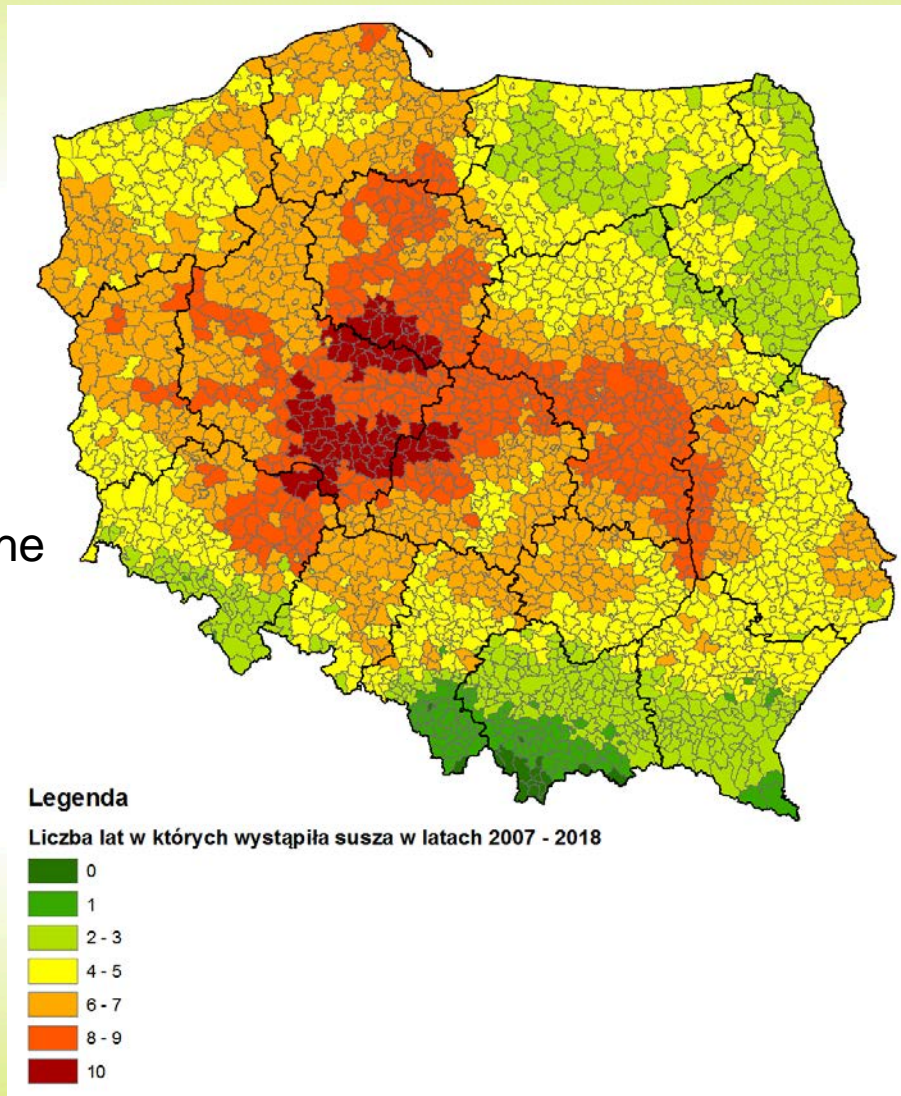 ne
Legenda
Liczba lat w których wystąpiła susza w latach 2007 - 2018
0
1
2 - 3
4 - 5
6 - 7
8 - 9
10